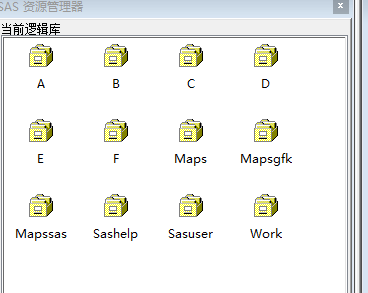 SAS 资源管理器
当前逻辑库
A B C D
E F Maps Mapsgfk
Mapssas Sashelp Sasuser Work